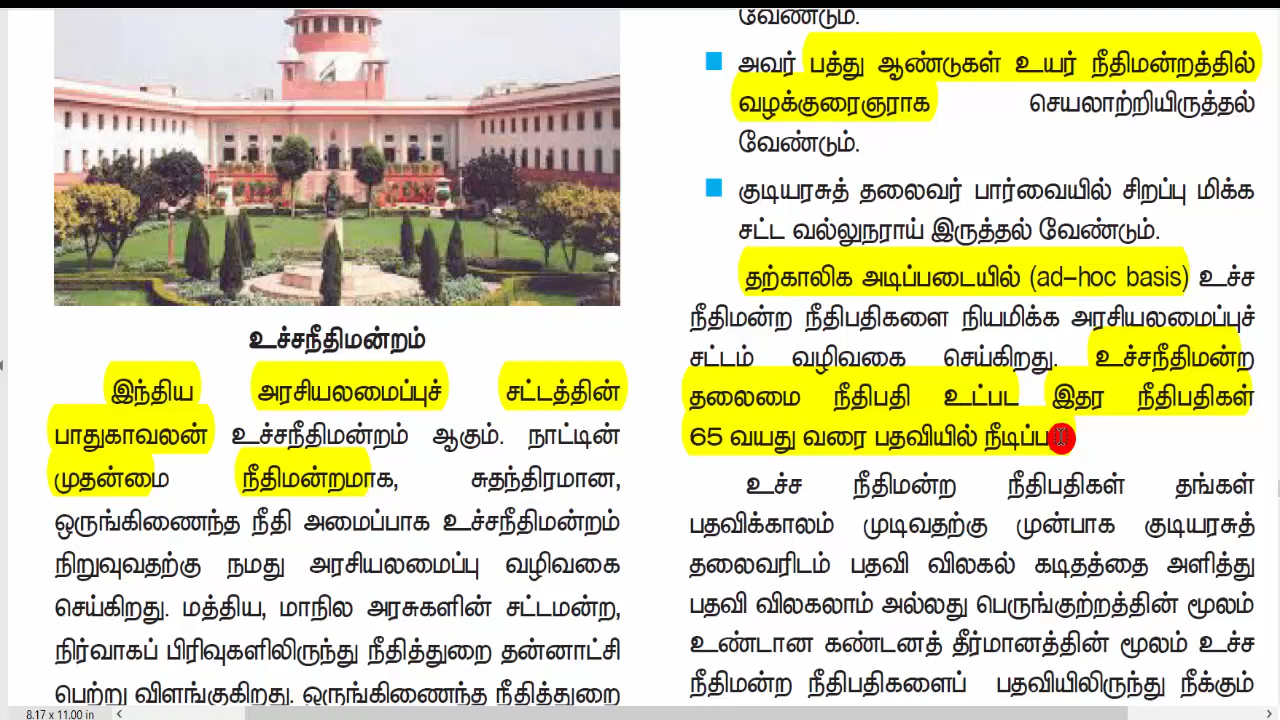 உச்சநீதிமன்றம்
இந்திய அரசியலமைப்புச் சட்டத்தின்
பாதுகாவலன் உச்சநீதிமன்றம் ஆகும். நாட்டின்
முதன்மை நீதிமன்றமாக, சுதந்திரமான,
ஒருங்கிணைந்த நீதி அமைப்பாக உச்சநீதிமன்றம்
நிறுவுவதற்கு நமது அரசியலமைப்பு வழிவகை
செய்கிறது. மத்திய, மாநில அரசுகளின் சட்டமன்ற,
நிர்வாகப் பிரிவுகளிலிருந்து நீதித்துறை தன்னாட்சி
பெற்று விளங்குகிறது. ஒருங்கிணைந்த நீதித்துறை
வேண்டும்.
அவர் பத்து ஆண்டுகள் உயர் நீதிமன்றத்தில்
வழக்குரைஞராக செயலாற்றியிருத்தல்
வேண்டும்.
குடியரசுத் தலைவர் பார்வையில் சிறப்பு மிக்க
சட்ட வல்லுநராய் இருத்தல் வேண்டும்.
தற்காலிக அடிப்படையில் (ad-hoc basis) உச்ச
நீதிமன்ற நீதிபதிகளை நியமிக்க அரசியலமைப்புச்
சட்டம் வழிவகை செய்கிறது. உச்சநீதிமன்ற
தலைமை நீதிபதி உட்பட இதர நீதிபதிகள்
65 வயது வரை பதவியில்
உச்ச நீதிமன்ற நீதிபதிகள் தங்கள்
பதவிக்காலம் முடிவதற்கு முன்பாக குடியரசுத்
தலைவரிடம் பதவி விலகல் கடிதத்தை அளித்து
பதவி விலகலாம் அல்லது பெருங்குற்றத்தின் மூலம்
உண்டான கண்டனத் தீர்மானத்தின் மூலம் உச்ச
நீதிமன்ற நீதிபதிகளைப் பதவியிலிருந்து நீக்கும்
8.17 x 11.00 in